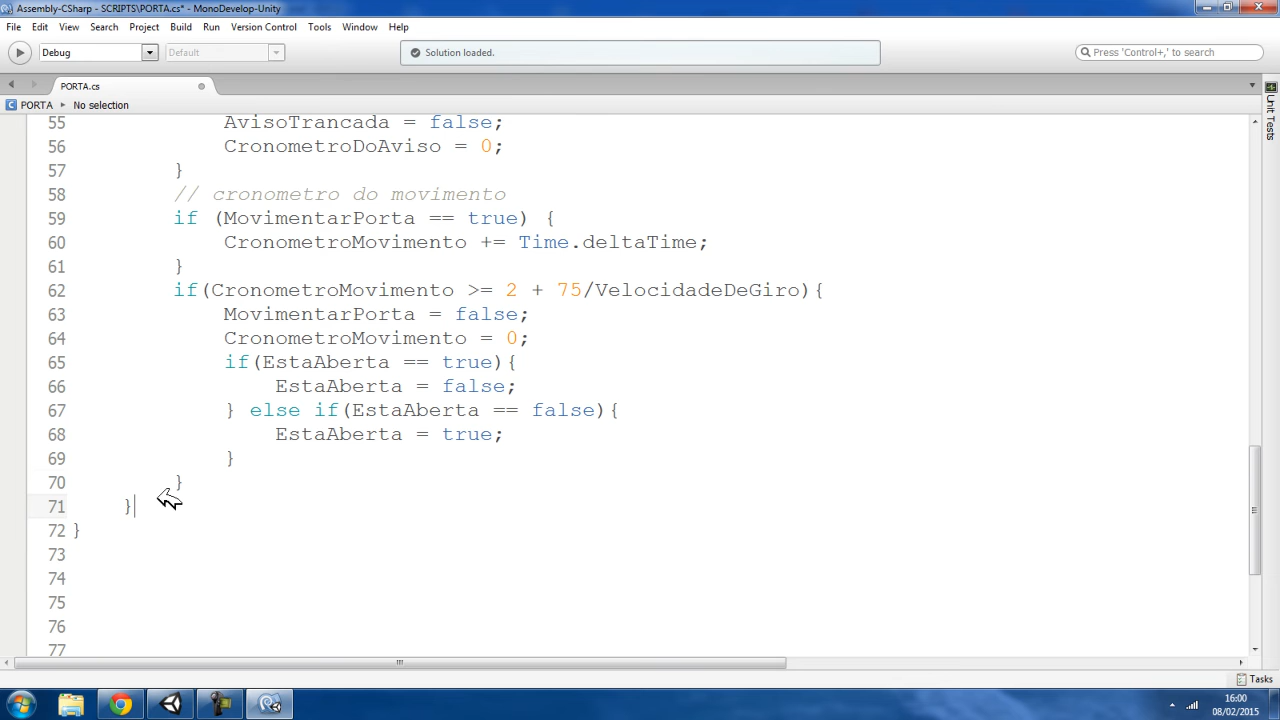 Assembly-CSharp - SCRIPTS\PORTA.cs* - MonoDevelop-Unity
File Edit View Search Project Build Run Version Control Tools Window Help
Debug Default Solution loaded. Press 'Control+,' to search
PORTA.cs
PORTA No selection
Unit Tests
55 AvisoTrancada = false;
56 CronometroDoAviso = 0;
57 }
58 // cronometro do movimento
59 if (MovimentarPorta == true) {
60 CronometroMovimento += Time.deltaTime;
61 }
62 if(CronometroMovimento >= 2 + 75/VelocidadeDeGiro){
63 MovimentarPorta = false;
64 CronometroMovimento = 0;
65 if(EstaAberta == true){
66 EstaAberta = false;
67 } else if(EstaAberta == false){
68 EstaAberta = true;
69 }
70 }
71 }
72 }
73
74
75
76
77
Tasks
16:00
08/02/2015